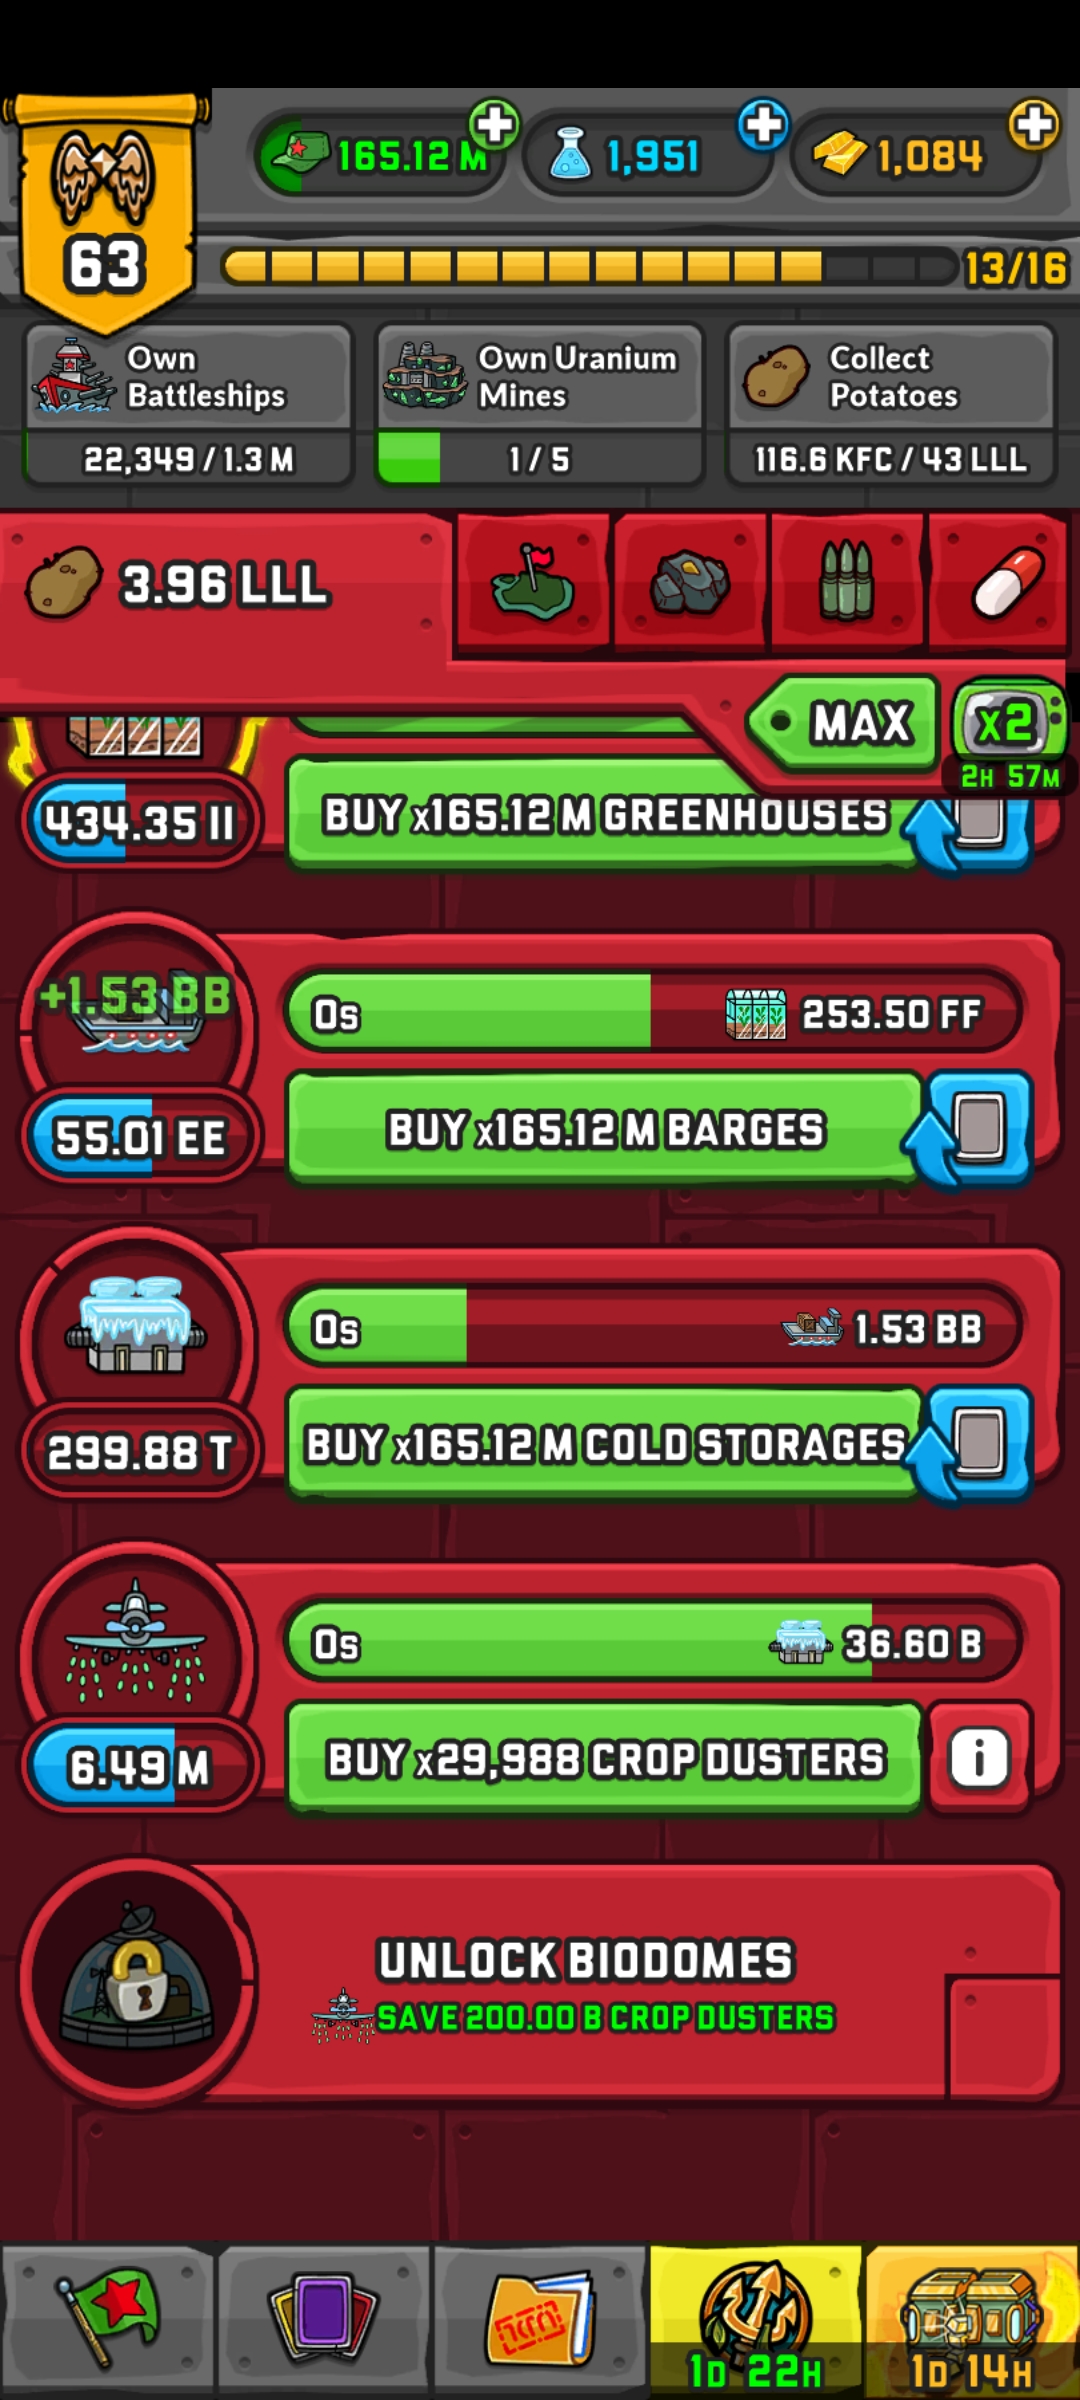 165.12 M
1,951
1,084
63
13/16
Own
Battleships
22,349 / 1.3 M
Own Uranium
Mines
1 / 5
Collect
Potatoes
116.6 KFC / 43 LLL
3.96 LLL
MAX
x2
2H 57M
434.35 II
BUY x165.12 M GREENHOUSES
+1.53 BB
0s
253.50 FF
55.01 EE
BUY x165.12 M BARGES
0s
1.53 BB
299.88 T
BUY x165.12 M COLD STORAGES
0s
36.60 B
6.49 M
BUY x29,988 CROP DUSTERS
i
UNLOCK BIODOMES
SAVE 200.00 B CROP DUSTERS
1D 22H
1D 14H